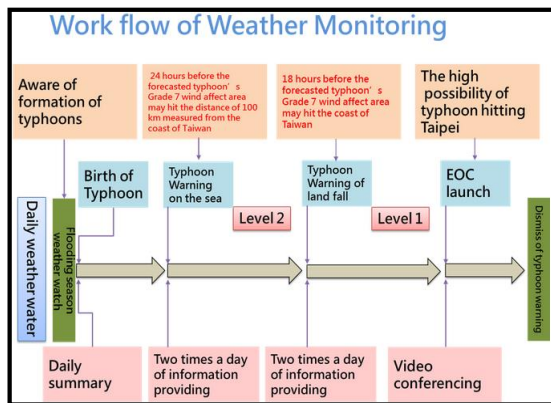 Work flow of Weather Monitoring
Aware of
formation of
typhoons
24 hours before the
forecasted typhoon's
Grade 7 wind affect area
may hit the distance of 100
km measured from the
coast of Taiwan
18 hours before the
forecasted typhoon's
Grade 7 wind affect area
may hit the coast of
Taiwan
The high
possibility of
typhoon hitting
Taipei
Birth of
Typhoon
Typhoon
Warning
on the sea
Level 2
Typhoon
Warning of
land fall
Level 1
EOC
launch
Daily weather water
Flooding season
weather watch
Dismiss of typhoon warning
Daily
summary
Two times a day
of information
providing
Two times a day
of information
providing
Video
conferencing